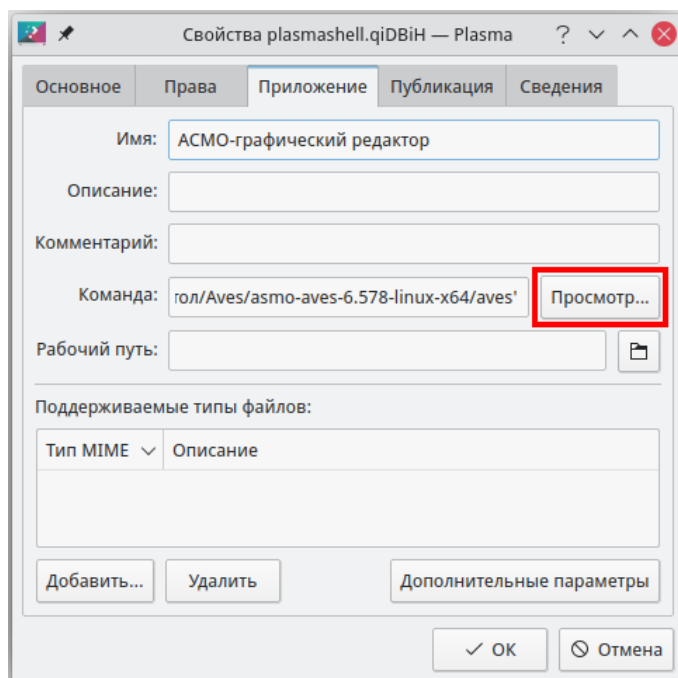 Свойства plasmashell.qiDBiH — Plasma
Основное Права Приложение Публикация Сведения
Имя: АСМО-графический редактор
Описание:
Комментарий:
Команда: тол/Aves/asmo-aves-6.578-linux-x64/aves' Просмотр...
Рабочий путь:
Поддерживаемые типы файлов:
Тип MIME Описание
Добавить... Удалить Дополнительные параметры
ОК Отмена